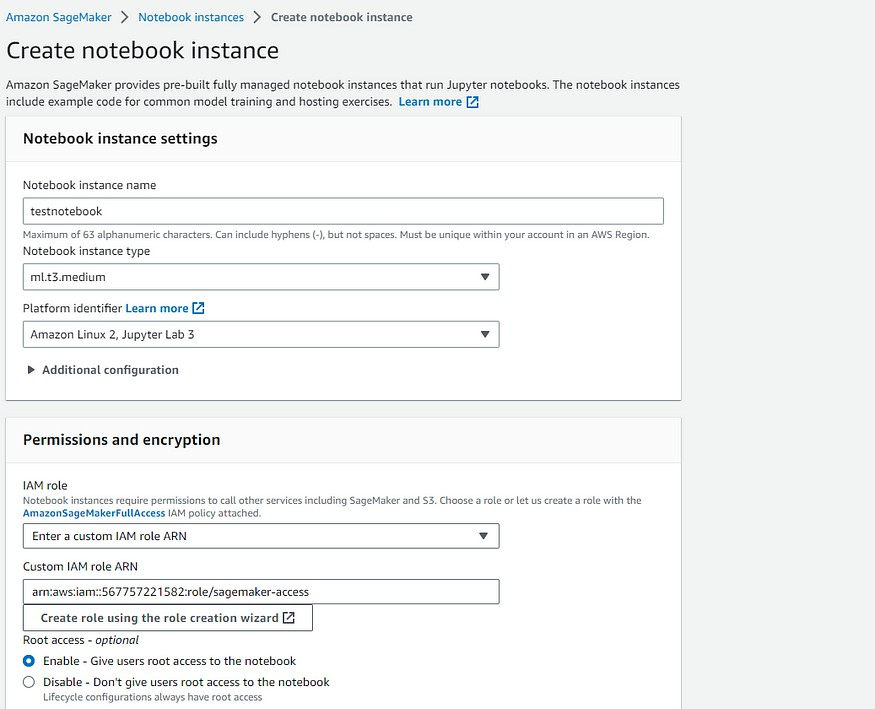 Amazon SageMaker > Notebook instances > Create notebook instance
Create notebook instance
Amazon SageMaker provides pre-built fully managed notebook instances that run Jupyter notebooks. The notebook instances
include example code for common model training and hosting exercises. Learn more
Notebook instance settings
Notebook instance name
testnotebook
Maximum of 63 alphanumeric characters. Can include hyphens (-), but not spaces. Must be unique within your account in an AWS Region.
Notebook instance type
ml.t3.medium
Platform identifier Learn more
Amazon Linux 2, Jupyter Lab 3
Additional configuration
Permissions and encryption
IAM role
Notebook instances require permissions to call other services including SageMaker and S3. Choose a role or let us create a role with the
AmazonSageMakerFullAccess IAM policy attached.
Enter a custom IAM role ARN
Custom IAM role ARN
arn:aws:iam::567757221582:role/sagemaker-access
Create role using the role creation wizard
Root access - optional
Enable - Give users root access to the notebook
Disable - Don't give users root access to the notebook
Lifecycle configurations always have root access